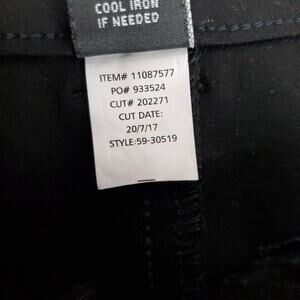 COOL IRON
IF NEEDED
ITEM# 11087577
PO# 933524
CUT# 202271
CUT DATE:
20/7/17
STYLE:59-30519